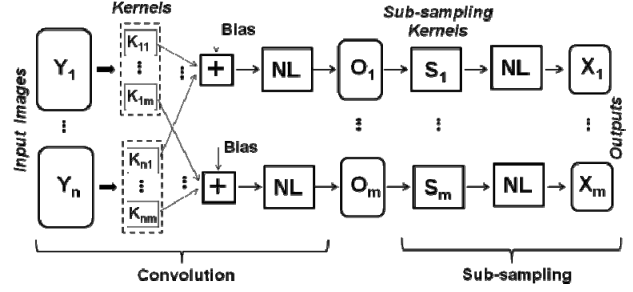 Kernels
Bias
Sub-sampling
Kernels
Input Images
Y1
K11
K1m
+
NL
O1
S1
NL
X1
Outputs
Yn
Kn1
Knm
Bias
+
NL
Om
Sm
NL
Xm
Convolution
Sub-sampling